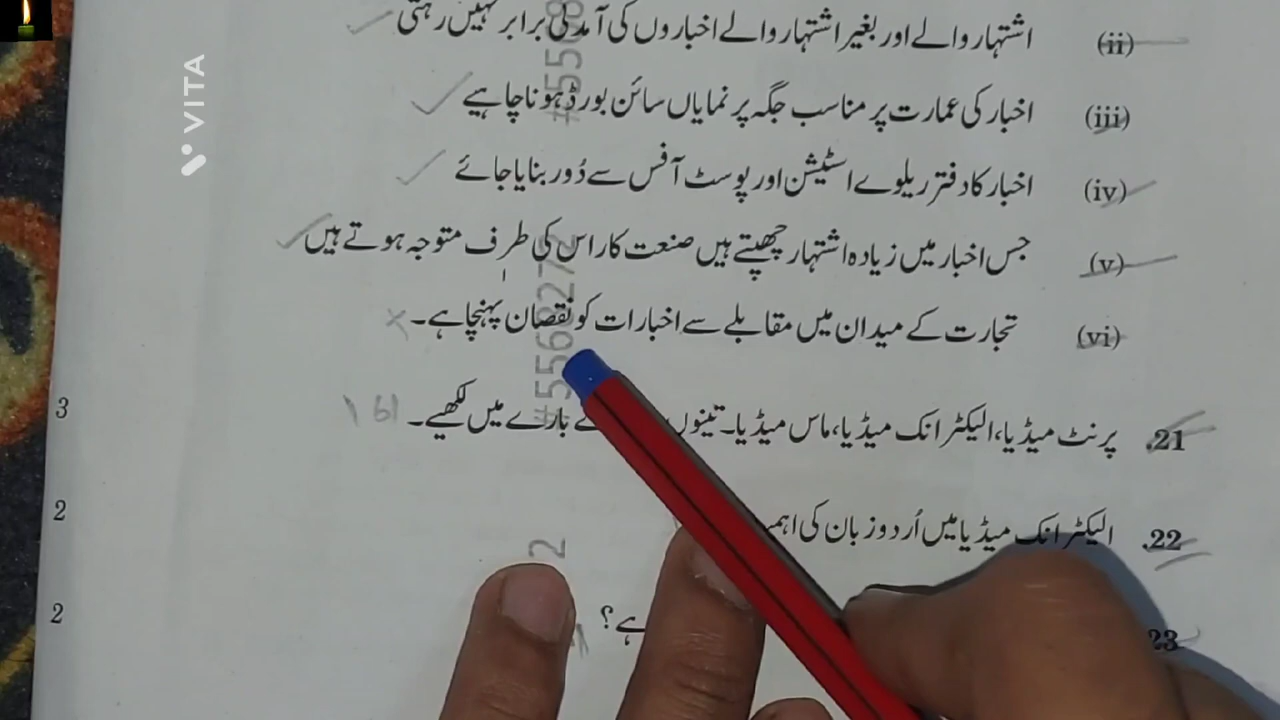 VITA
(ii) اشتہار والے اور بغیر اشتہار والے اخباروں کی آمدنی برابر نہیں رہتی
(iii) اخبار کی عمارت پر مناسب جگہ پر نمایاں سائن بورڈ ہونا چاہیے
(iv) اخبار کا دفتر ریلوے اسٹیشن اور پوسٹ آفس سے دُور بنایا جائے
(v) جس اخبار میں زیادہ اشتہار چھپتے ہیں صنعت کار اس کی طرف متوجہ ہوتے ہیں
(vi) تجارت کے میدان میں مقابلے سے اخبارات کو نقصان پہنچا ہے۔
21. پرنٹ میڈیا، الیکٹرانک میڈیا، ماس میڈیا۔ تینوں کے بارے میں لکھیے۔ 3
22. الیکٹرانک میڈیا میں اُردو زبان کی 2
23. ہے؟ 2